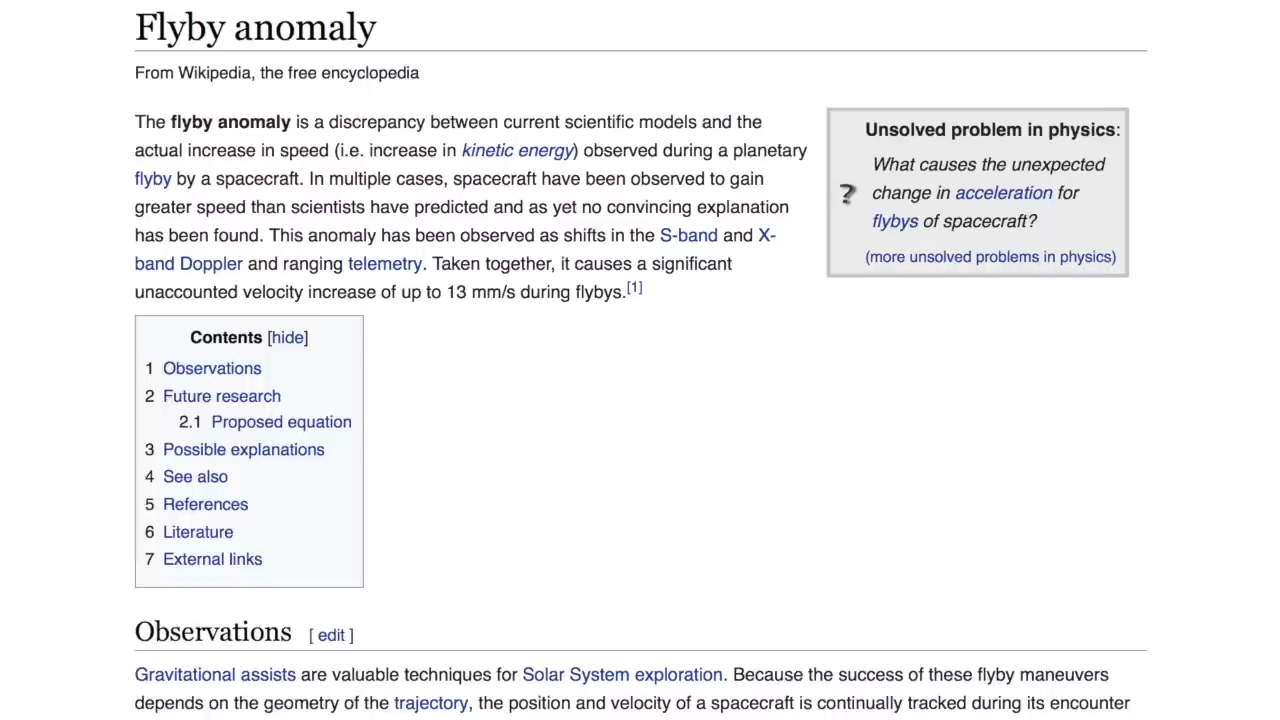 Flyby anomaly
From Wikipedia, the free encyclopedia
The flyby anomaly is a discrepancy between current scientific models and the
actual increase in speed (i.e. increase in kinetic energy) observed during a planetary
flyby by a spacecraft. In multiple cases, spacecraft have been observed to gain
greater speed than scientists have predicted and as yet no convincing explanation
has been found. This anomaly has been observed as shifts in the S-band and X-
band Doppler and ranging telemetry. Taken together, it causes a significant
unaccounted velocity increase of up to 13 mm/s during flybys.[1]
Unsolved problem in physics:
What causes the unexpected
change in acceleration for
flybys of spacecraft?
?
(more unsolved problems in physics)
Contents [hide]
1 Observations
2 Future research
2.1 Proposed equation
3 Possible explanations
4 See also
5 References
6 Literature
7 External links
Observations [ edit ]
Gravitational assists are valuable techniques for Solar System exploration. Because the success of these flyby maneuvers
depends on the geometry of the trajectory, the position and velocity of a spacecraft is continually tracked during its encounter